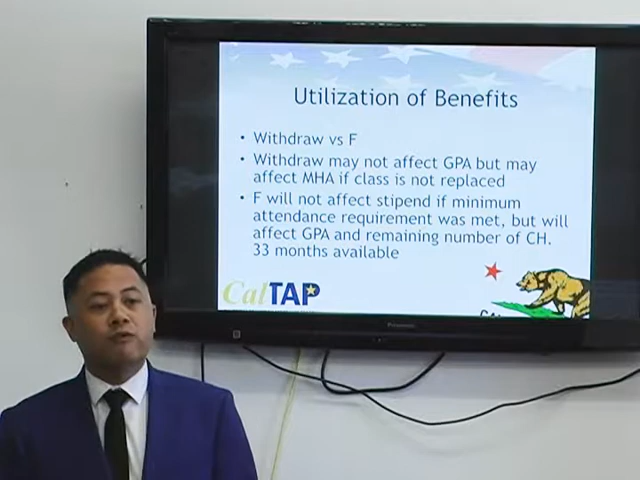 Utilization of Benefits
• Withdraw vs F
• Withdraw may not affect GPA but may
affect MHA if class is not replaced
• F will not affect stipend if minimum
attendance requirement was met, but will
affect GPA and remaining number of CH.
33 months available
CalTAP
Panasonic